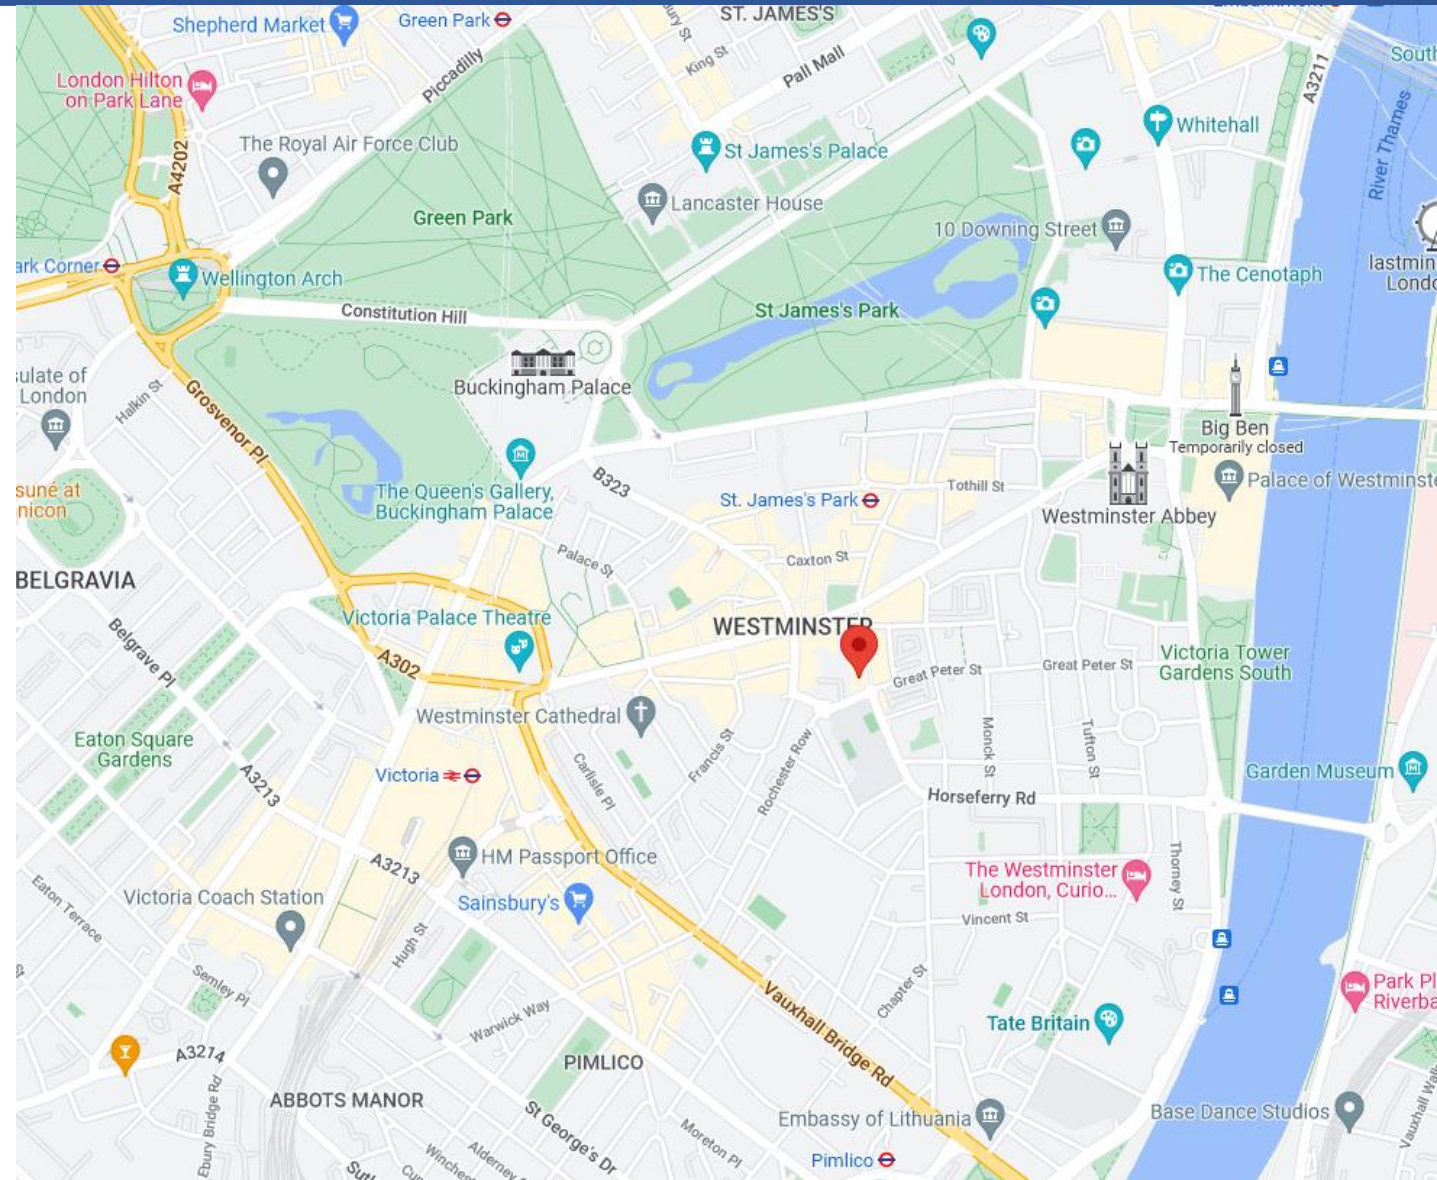 Shepherd Market
Green Park
ST. JAMES'S
King St
Pall Mall
Piccadilly
A3211
South
London Hilton
on Park Lane
River Thames
Whitehall
The Royal Air Force Club
St James's Palace
A4202
Lancaster House
Green Park
10 Downing Street
ark Corner
Wellington Arch
The Cenotaph
lastmin
Londo
Constitution Hill
St James's Park
sulate of
London
Buckingham Palace
Halkin St
Grosvenor Pl
Big Ben
Temporarily closed
B323
Palace of Westminste
suné at
nicon
The Queen's Gallery,
Buckingham Palace
St. James's Park
Tothill St
Westminster Abbey
Palace St
Caxton St
BELGRAVIA
Victoria Palace Theatre
WESTMINSTER
Belgrave Pl
A302
Great Peter St
Great Peter St
Victoria Tower
Gardens South
Westminster Cathedral
Eaton Square
Gardens
Francis St
Rochester Row
Monck St
Tufton St
Victoria
Carlisle Pl
Garden Museum
A3213
Horseferry Rd
HM Passport Office
A3213
The Westminster
London, Curio...
Thorney St
Victoria Coach Station
Sainsbury's
Eaton Terrace
Vincent St
Hugh St
Semley Pl
Chapter St
Vauxhall Bridge Rd
Park Pl
Riverba
Warwick Way
Tate Britain
A3214
PIMLICO
ABBOTS MANOR
Ebury Bridge Rd
St George's Dr
Embassy of Lithuania
Base Dance Studios
Moreton Pl
Vauxhall Walk
Alderney
Winches
Pimlico